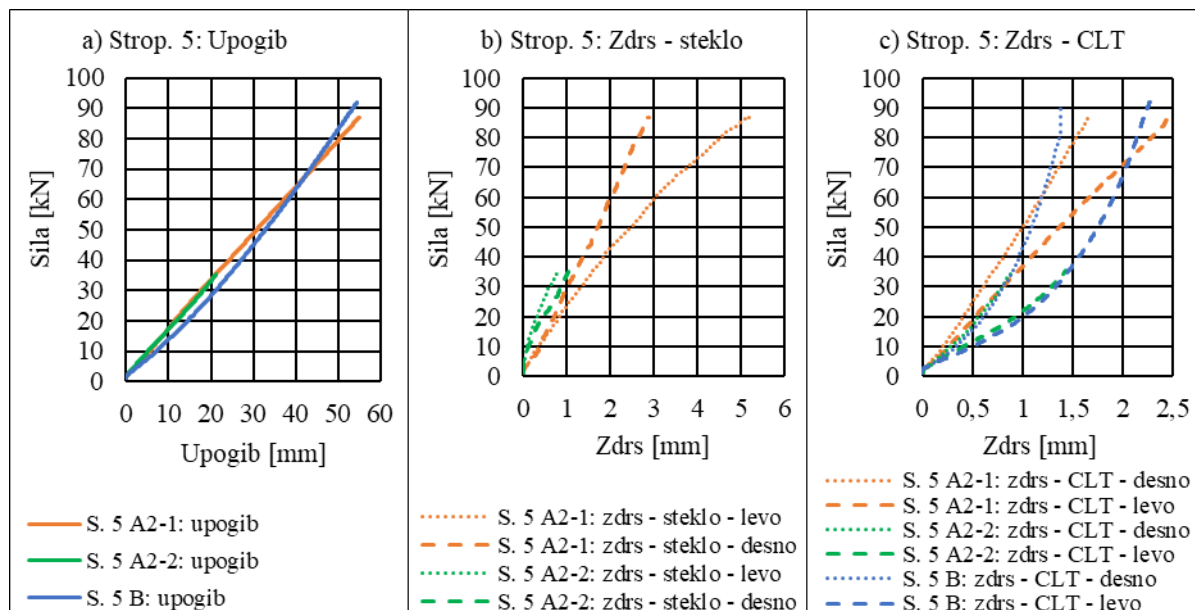 a) Strop. 5: Upogib
100
90
80
70
60
50
40
30
20
10
0
Sila [kN]
0 10 20 30 40 50 60
Upogib [mm]
S. 5 A2-1: upogib
S. 5 A2-2: upogib
S. 5 B: upogib
b) Strop. 5: Zdrs - steklo
100
90
80
70
60
50
40
30
20
10
0
Sila [kN]
0 1 2 3 4 5 6
Zdrs [mm]
S. 5 A2-1: zdrs - steklo - levo
S. 5 A2-1: zdrs - steklo - desno
S. 5 A2-2: zdrs - steklo - levo
S. 5 A2-2: zdrs - steklo - desno
c) Strop. 5: Zdrs - CLT
100
90
80
70
60
50
40
30
20
10
0
Sila [kN]
0 0,5 1 1,5 2 2,5
Zdrs [mm]
S. 5 A2-1: zdrs - CLT - desno
S. 5 A2-1: zdrs - CLT - levo
S. 5 A2-2: zdrs - CLT - desno
S. 5 A2-2: zdrs - CLT - levo
S. 5 B: zdrs - CLT - desno
S. 5 B: zdrs - CLT - levo